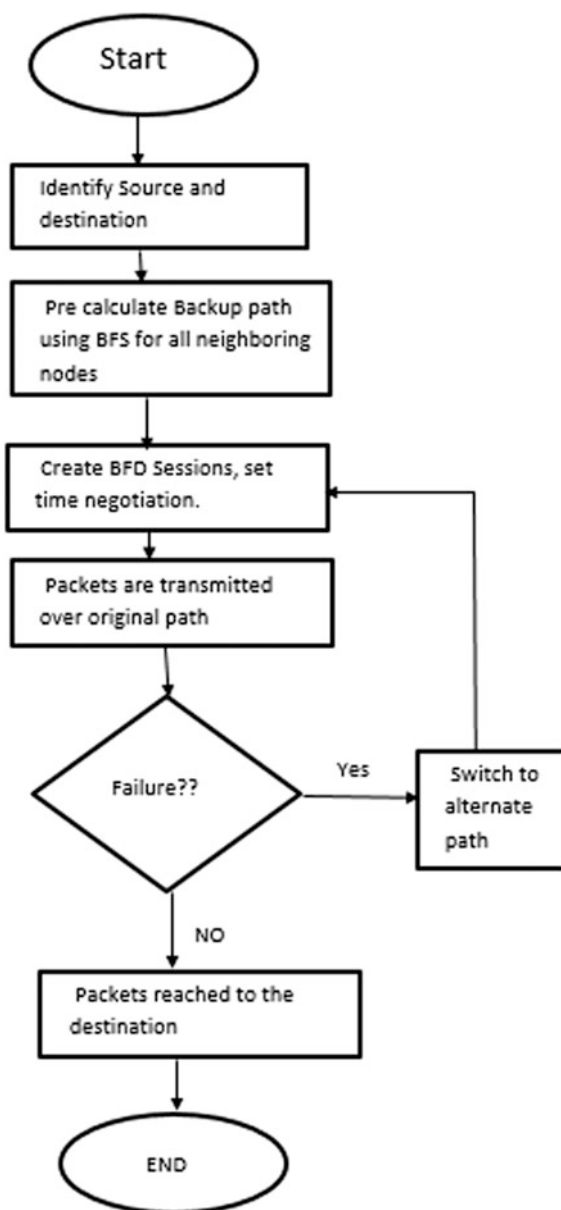 Start
Identify Source and
destination
Pre calculate Backup path
using BFS for all neighboring
nodes
Create BFD Sessions, set
time negotiation.
Packets are transmitted
over original path
Failure??
Yes
Switch to
alternate
path
NO
Packets reached to the
destination
END